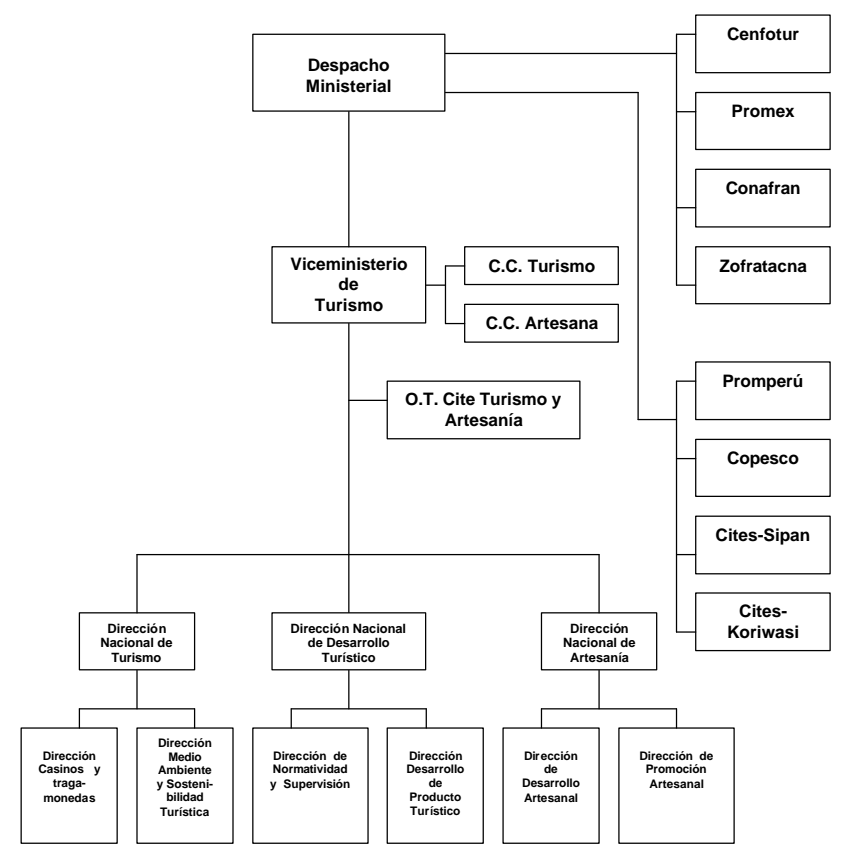 Despacho
Ministerial
Cenfotur
Promex
Conafran
Zofratacna
Viceministerio
de
Turismo
C.C. Turismo
C.C. Artesana
O.T. Cite Turismo y
Artesanía
Promperú
Copesco
Cites-Sipan
Cites-
Koriwasi
Dirección
Nacional de
Turismo
Dirección Nacional
de Desarrollo
Turístico
Dirección
Nacional de
Artesanía
Dirección
Casinos y
traga-
monedas
Dirección
Medio
Ambiente
y Sosteni-
bilidad
Turística
Dirección de
Normatividad
y Supervisión
Dirección
Desarrollo
de
Producto
Turístico
Dirección
de
Desarrollo
Artesanal
Dirección de
Promoción
Artesanal